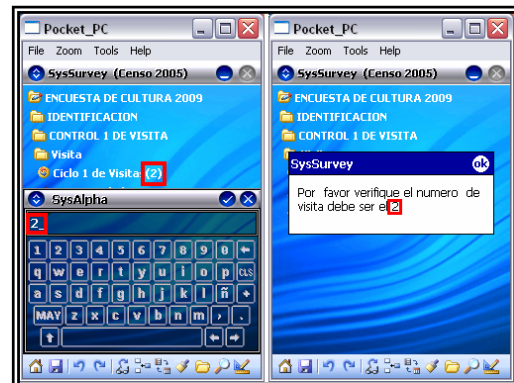 Pocket_PC
File Zoom Tools Help
SysSurvey (Censo 2005)
ENCUESTA DE CULTURA 2009
IDENTIFICACION
CONTROL 1 DE VISITA
Visita
Ciclo 1 de Visita (2)
SysAlpha
2_
1 2 3 4 5 6 7 8 9 0
q w e r t y u i o p CLS
a s d f g h j k l ñ
MAY z x c v b n m , .
Pocket_PC
File Zoom Tools Help
SysSurvey (Censo 2005)
ENCUESTA DE CULTURA 2009
IDENTIFICACION
CONTROL 1 DE VISITA
SysSurvey ok
Por favor verifique el numero de
visita debe ser el 2